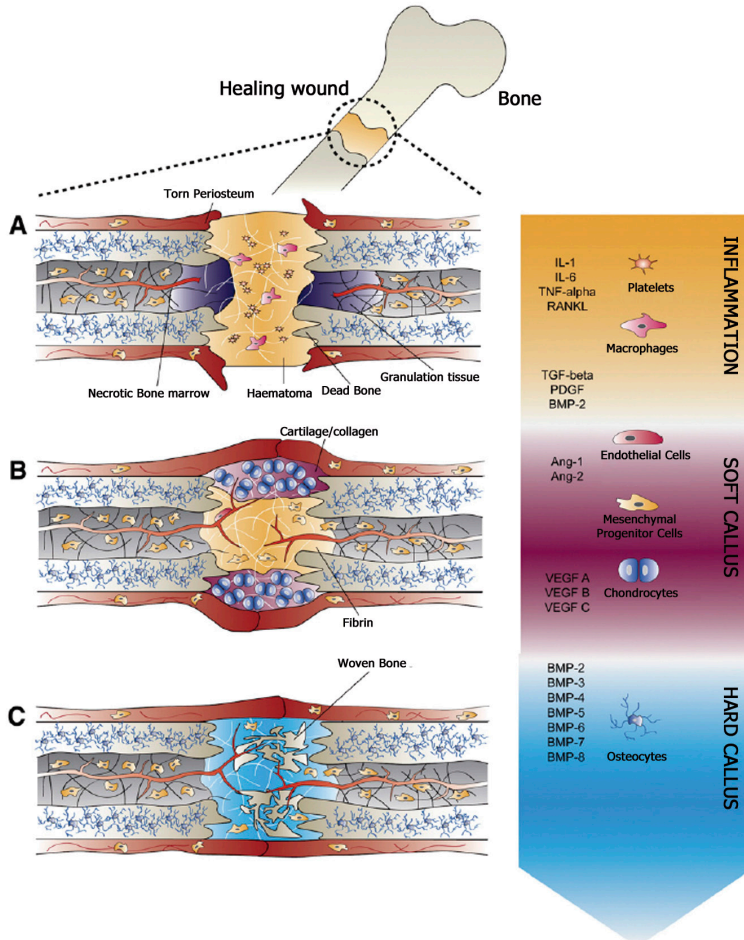 Healing wound
Bone
Torn Periosteum
A
Necrotic Bone marrow
Haematoma
Dead Bone
Granulation tissue
Cartilage/collagen
B
Fibrin
Woven Bone
C
INFLAMMATION
IL-1
IL-6
TNF-alpha
RANKL
Platelets
Macrophages
TGF-beta
PDGF
BMP-2
SOFT CALLUS
Endothelial Cells
Ang-1
Ang-2
Mesenchymal
Progenitor Cells
VEGF A
VEGF B
VEGF C
Chondrocytes
HARD CALLUS
BMP-2
BMP-3
BMP-4
BMP-5
BMP-6
BMP-7
BMP-8
Osteocytes